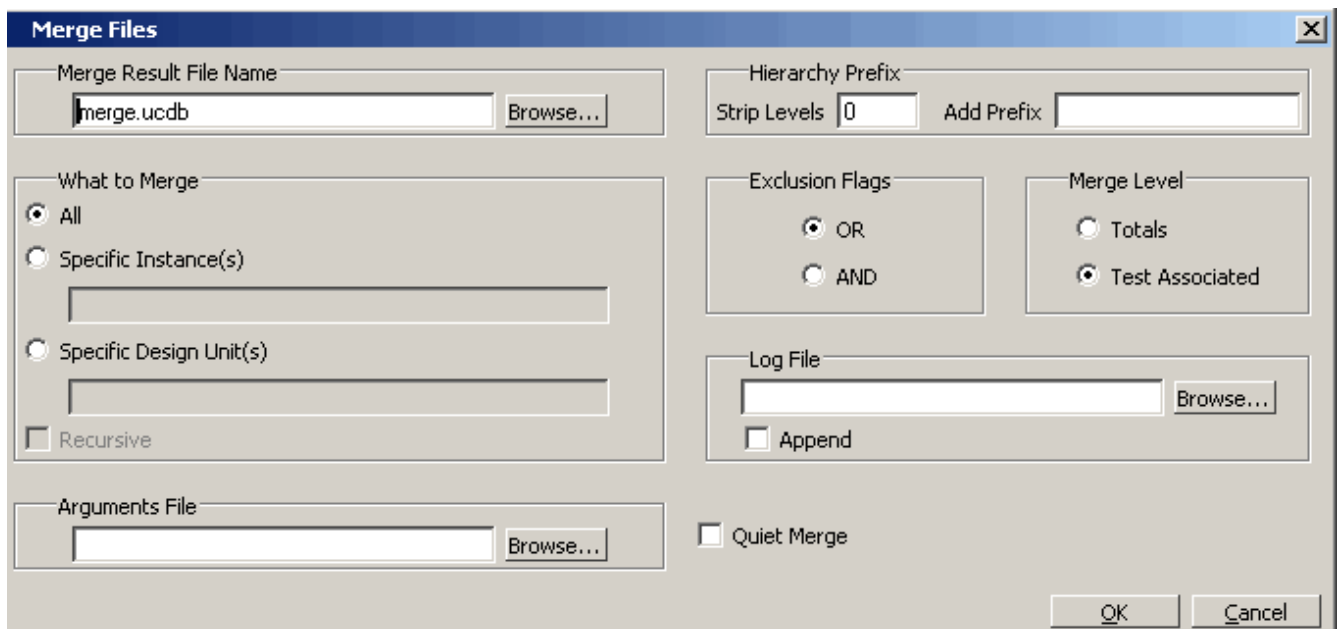 Merge Files
Merge Result File Name
merge.ucdb Browse...
Hierarchy Prefix
Strip Levels 0 Add Prefix
What to Merge
All
Specific Instance(s)
Specific Design Unit(s)
Recursive
Exclusion Flags
OR
AND
Merge Level
Totals
Test Associated
Log File
Browse...
Append
Arguments File
Browse...
Quiet Merge
OK Cancel